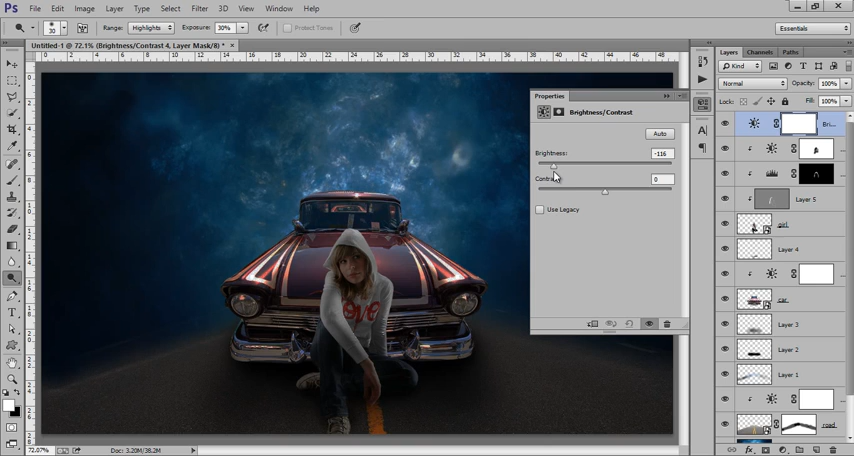 Ps File Edit Image Layer Type Select Filter 3D View Window Help
30 Range: Highlights Exposure: 30% Protect Tones Essentials
Untitled-1 @ 72.1% (Brightness/Contrast 4, Layer Mask/8) * ×
Layers Channels Paths
Kind
Normal Opacity: 100%
Lock: Fill: 100%
Properties
Brightness/Contrast
Auto
Brightness: -116
Contrast: 0
Use Legacy
Bri...
Layer 5
girl
Layer 4
car
Layer 3
Layer 2
Layer 1
road
OVE
72.07% Doc: 3.20M/38.2M